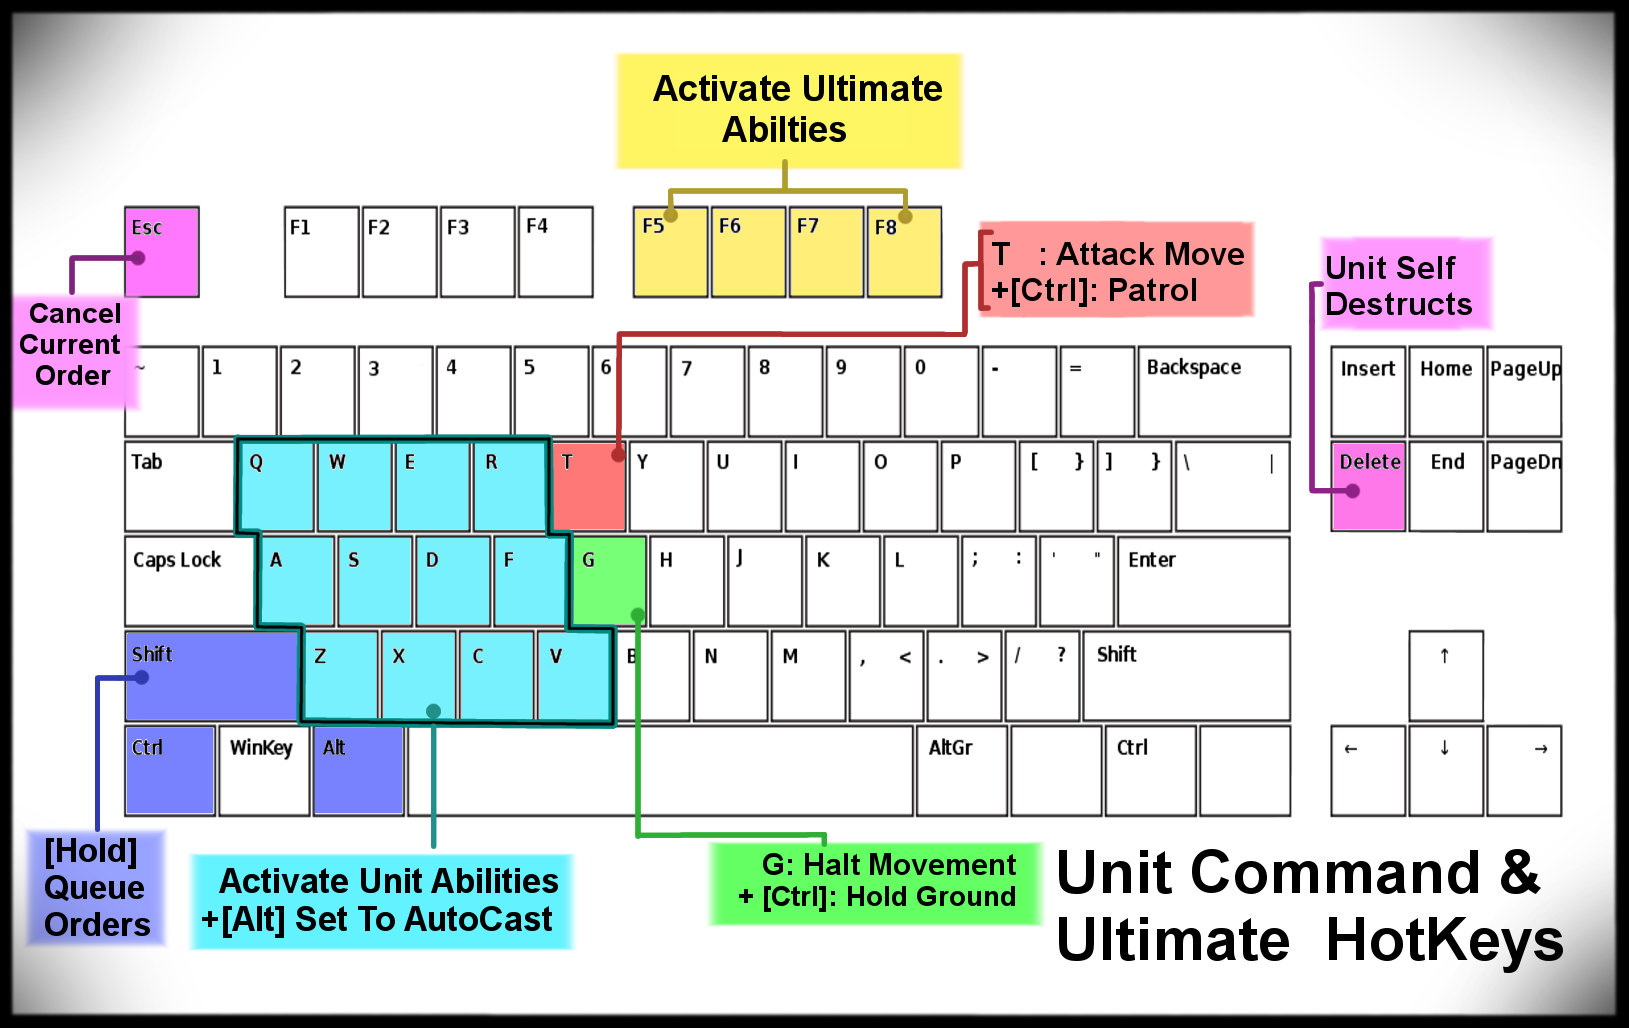 Activate Ultimate
Abilties
Esc
F1
F2
F3
F4
F5
F6
F7
F8
T : Attack Move
+[Ctrl]: Patrol
Unit Self
Destructs
Cancel
Current
Order
~
1
2
3
4
5
6
7
8
9
0
-
=
Backspace
Insert
Home
PageUp
Tab
Q
W
E
R
T
Y
U
I
O
P
[ }
] }
\ |
Delete
End
PageDn
Caps Lock
A
S
D
F
G
H
J
K
L
; :
' "
Enter
Shift
Z
X
C
V
B
N
M
, <
. >
/ ?
Shift
↑
Ctrl
WinKey
Alt
AltGr
Ctrl
←
↓
→
[Hold]
Queue
Orders
Activate Unit Abilities
+[Alt] Set To AutoCast
G: Halt Movement
+ [Ctrl]: Hold Ground
Unit Command &
Ultimate HotKeys